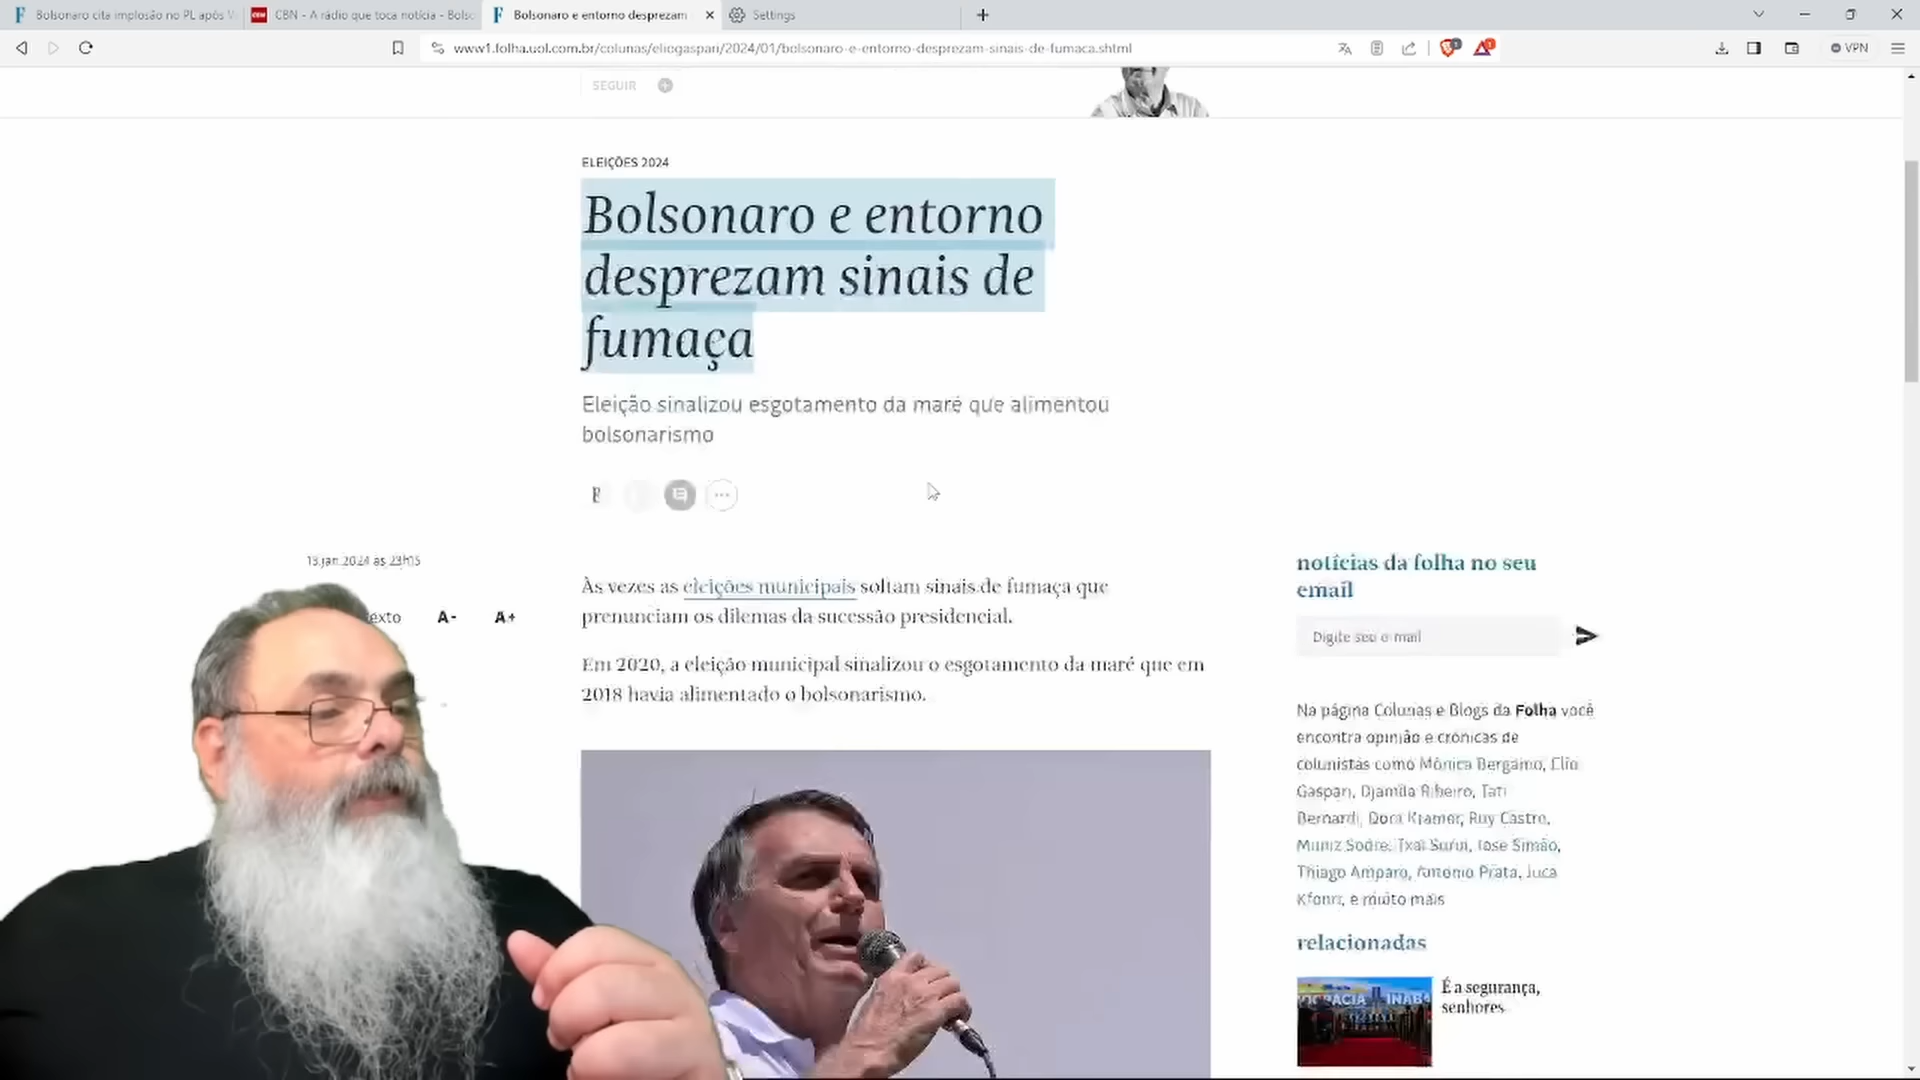 Bolsonaro cita implosão no PL após V
CBN - A rádio que toca notícia - Bolso
Bolsonaro e entorno desprezam
Settings
www1.folha.uol.com.br/colunas/eliogaspari/2024/01/bolsonaro-e-entorno-desprezam-sinais-de-fumaca.shtml
VPN
SEGUIR
ELEIÇÕES 2024
Bolsonaro e entorno
desprezam sinais de
fumaça
Eleição sinalizou esgotamento da maré que alimentou
bolsonarismo
13.jan.2024 às 23h15
exto A- A+
Às vezes as eleições municipais soltam sinais de fumaça que
prenunciam os dilemas da sucessão presidencial.
Em 2020, a eleição municipal sinalizou o esgotamento da maré que em
2018 havia alimentado o bolsonarismo.
notícias da folha no seu
email
Digite seu e-mail
Na página Colunas e Blogs da Folha você
encontra opinião e crônicas de
colunistas como Mônica Bergamo, Elio
Gaspari, Djamila Ribeiro, Tati
Bernardi, Dora Kramer, Ruy Castro,
Muniz Sodré, Txai Suruí, José Simão,
Thiago Amparo, Antonio Prata, Juca
Kfouri, e muito mais
relacionadas
É a segurança,
senhores